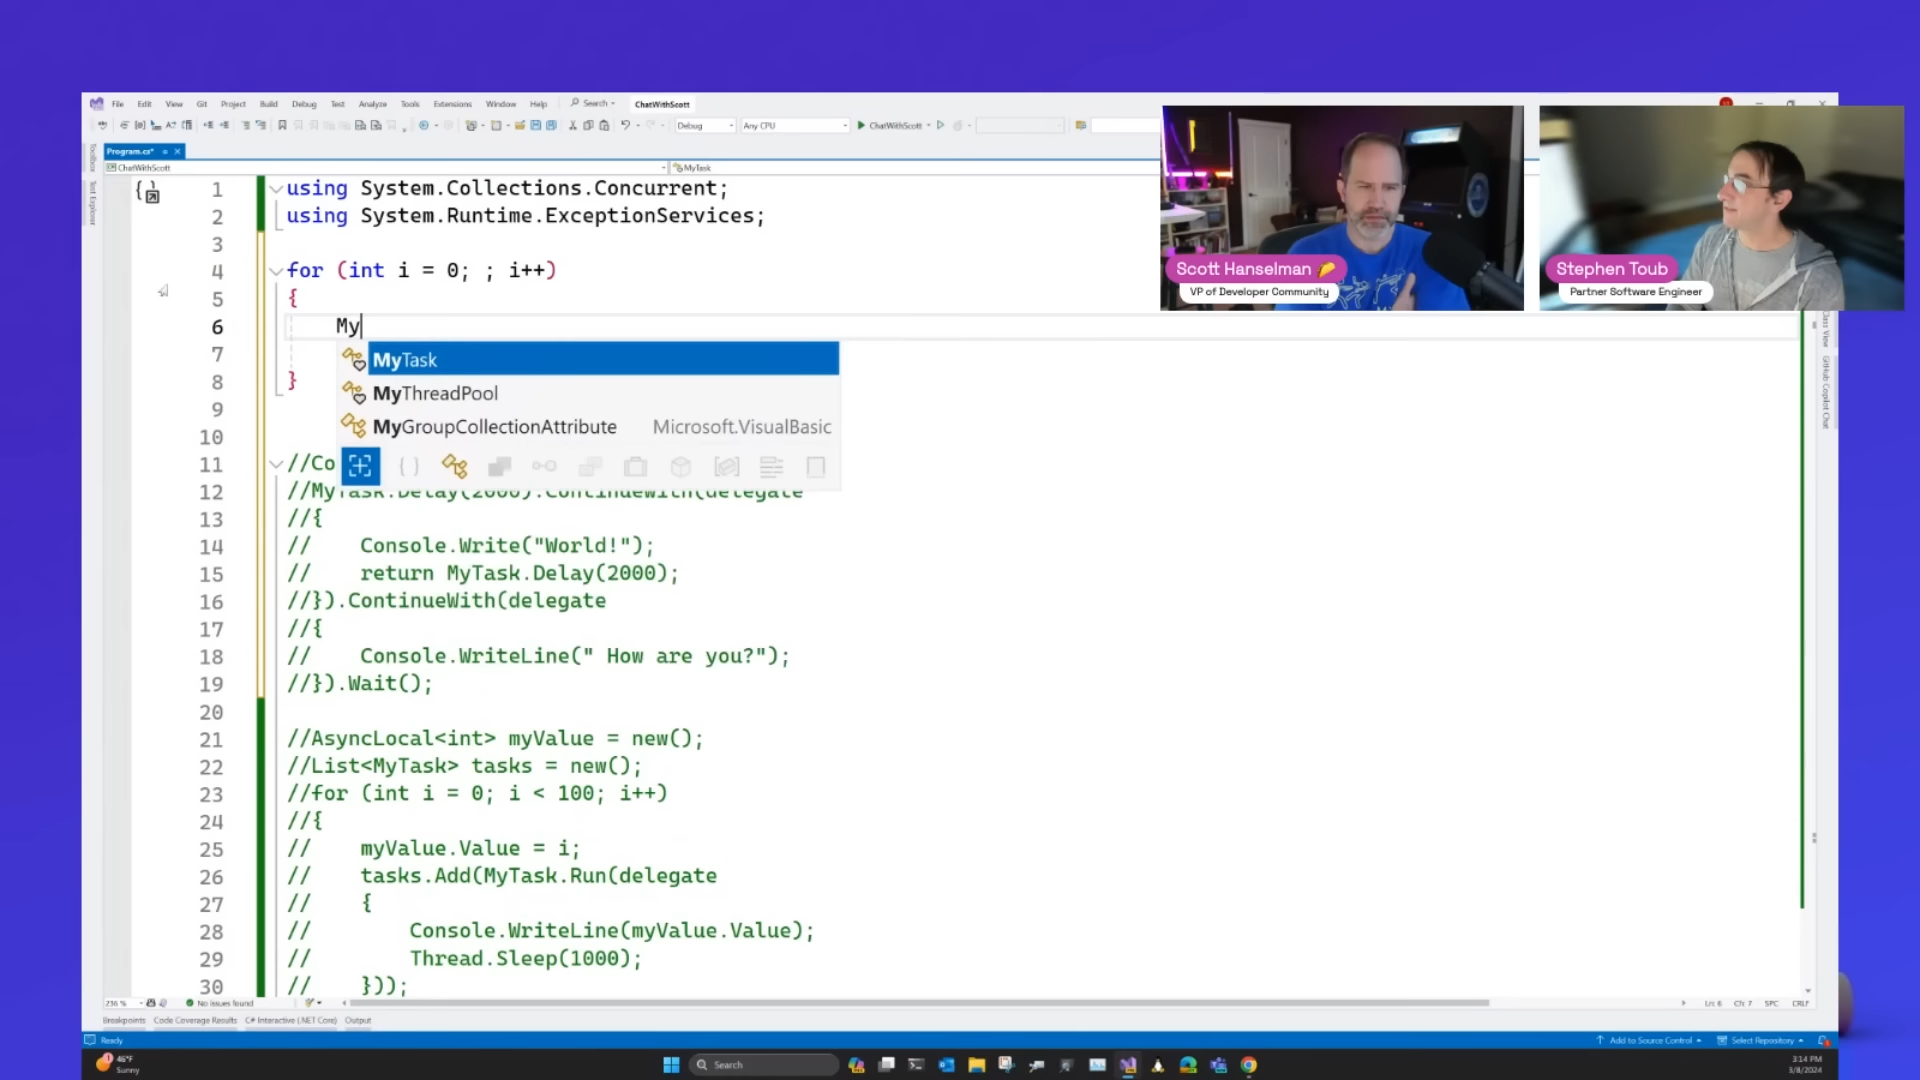 File Edit View Git Project Build Debug Test Analyze Tools Extensions Window Help Search ChatWithScott
Debug Any CPU ChatWithScott
Program.cs*
ChatWithScott MyTask
Toolbox
Test Explorer
1 using System.Collections.Concurrent;
2 using System.Runtime.ExceptionServices;
3
4 for (int i = 0; ; i++)
5 {
6 My
7
8 }
9
10
11 //Co
12 //MyTask.Delay(2000).ContinueWith(delegate
13 //{
14 // Console.Write("World!");
15 // return MyTask.Delay(2000);
16 //}).ContinueWith(delegate
17 //{
18 // Console.WriteLine(" How are you?");
19 //}).Wait();
20
21 //AsyncLocal<int> myValue = new();
22 //List<MyTask> tasks = new();
23 //for (int i = 0; i < 100; i++)
24 //{
25 // myValue.Value = i;
26 // tasks.Add(MyTask.Run(delegate
27 // {
28 // Console.WriteLine(myValue.Value);
29 // Thread.Sleep(1000);
30 // }));
MyTask
MyThreadPool
MyGroupCollectionAttribute Microsoft.VisualBasic
Scott Hanselman
VP of Developer Community
Stephen Toub
Partner Software Engineer
Class View
GitHub Copilot Chat
236 % No issues found Ln: 6 Ch: 7 SPC CRLF
Breakpoints Code Coverage Results C# Interactive (.NET Core) Output
Ready Add to Source Control Select Repository
46°F
Sunny
Search
3:14 PM
3/8/2024